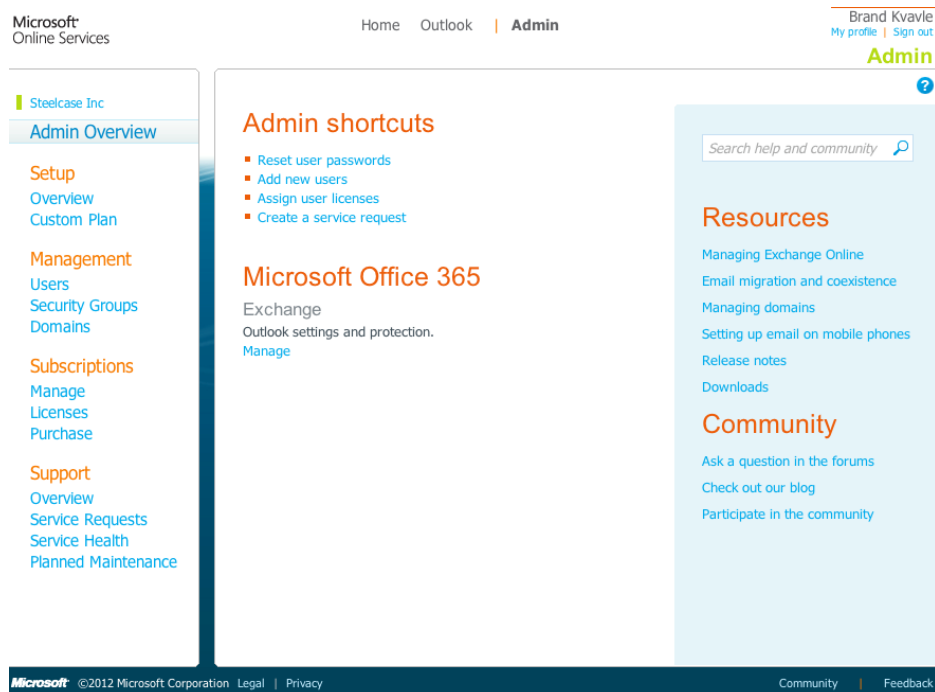 Microsoft
Online Services
Home Outlook | Admin
Brand Kvavle
My profile | Sign out
Admin
?
Steelcase Inc
Admin Overview
Setup
Overview
Custom Plan
Management
Users
Security Groups
Domains
Subscriptions
Manage
Licenses
Purchase
Support
Overview
Service Requests
Service Health
Planned Maintenance
Admin shortcuts
Reset user passwords
Add new users
Assign user licenses
Create a service request
Microsoft Office 365
Exchange
Outlook settings and protection.
Manage
Search help and community
Resources
Managing Exchange Online
Email migration and coexistence
Managing domains
Setting up email on mobile phones
Release notes
Downloads
Community
Ask a question in the forums
Check out our blog
Participate in the community
Microsoft ©2012 Microsoft Corporation Legal | Privacy
Community | Feedback